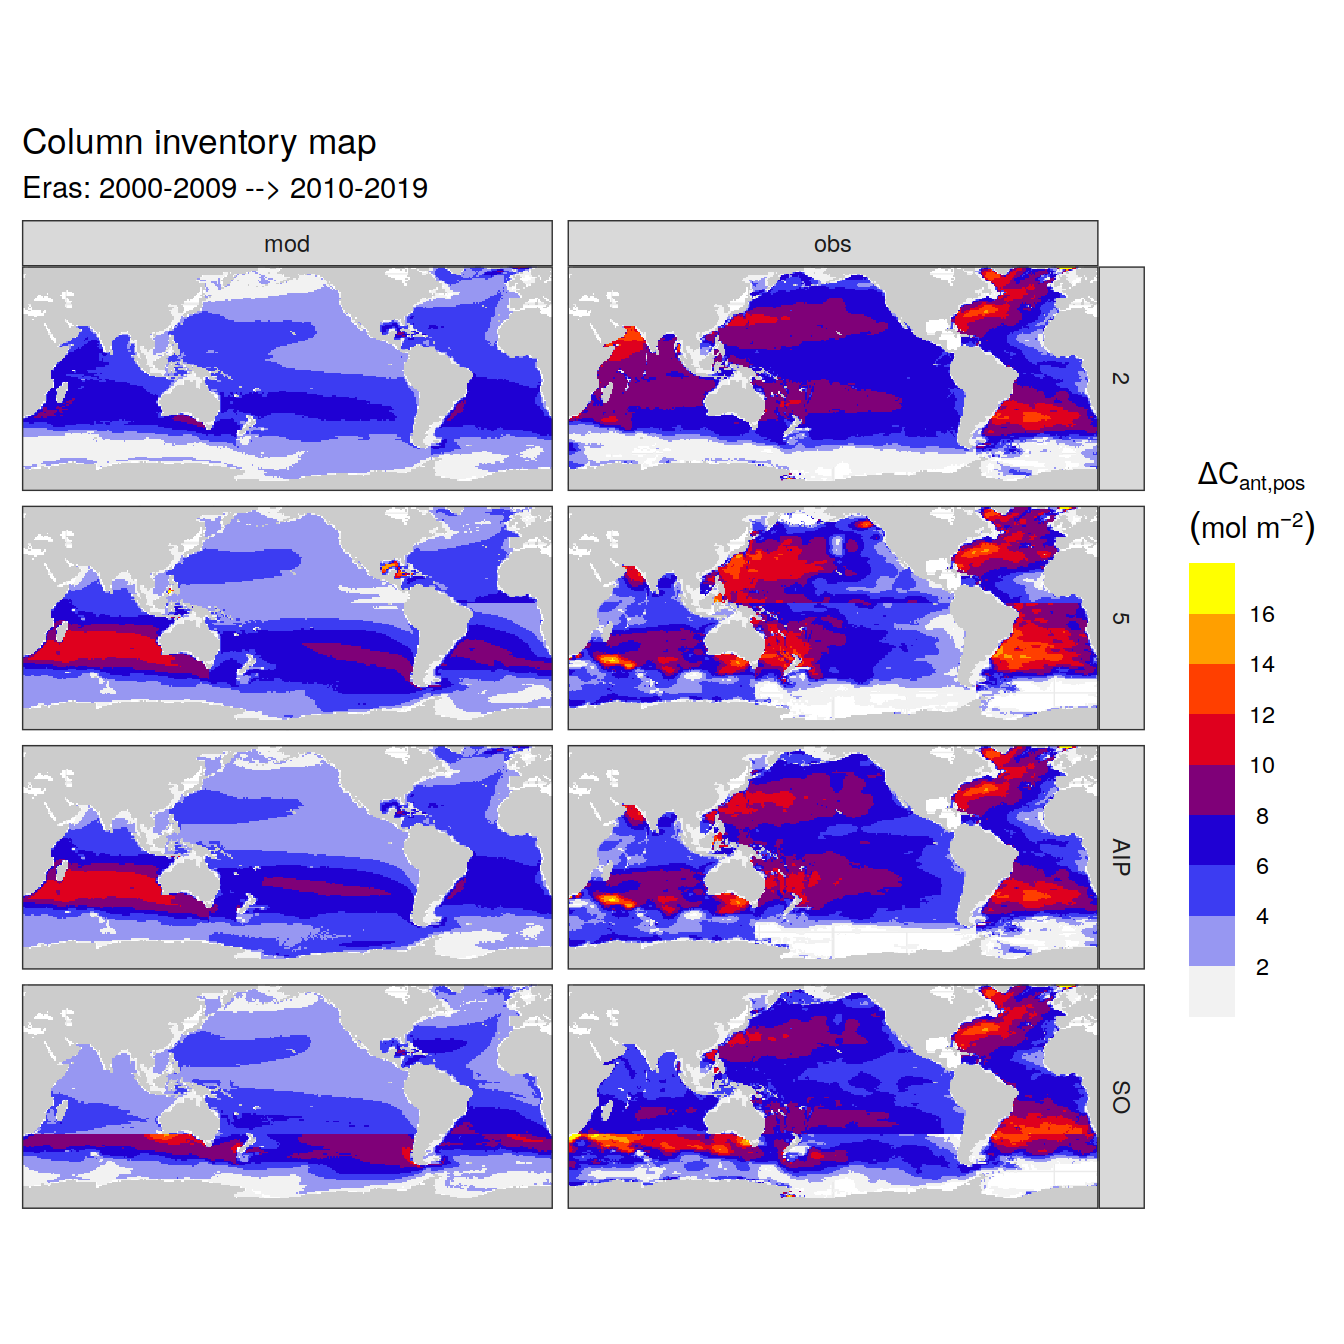 Column inventory map
Eras: 2000-2009 --> 2010-2019
mod
obs
2
5
AIP
SO
ΔCant,pos
(mol m−2)
16
14
12
10
8
6
4
2